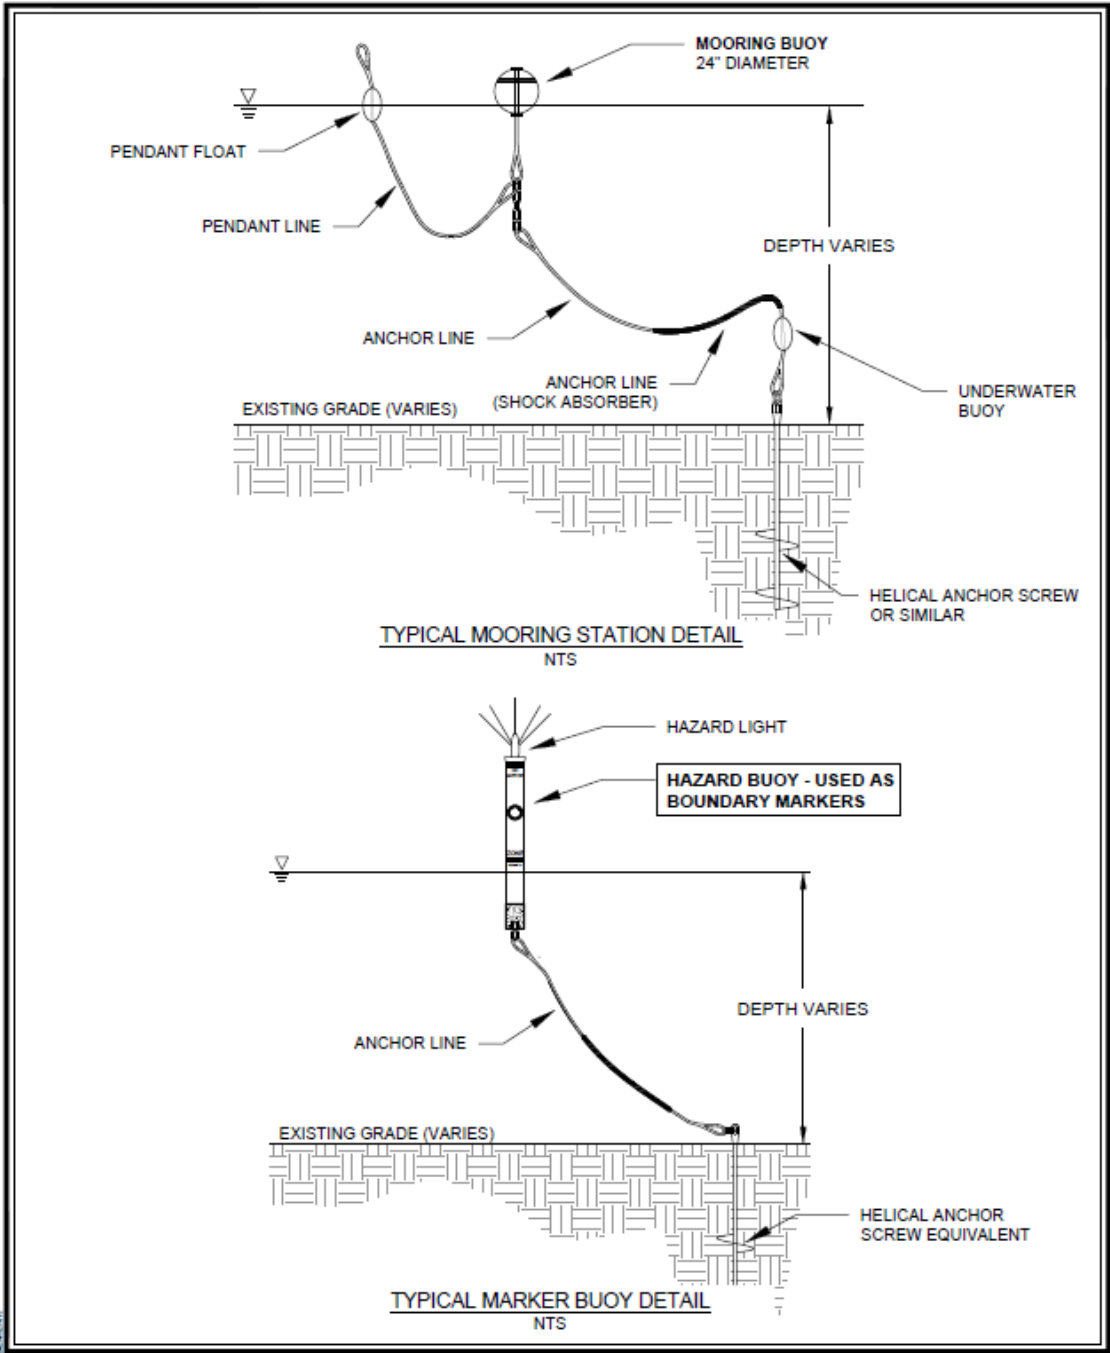 MOORING BUOY
24" DIAMETER
PENDANT FLOAT
PENDANT LINE
DEPTH VARIES
ANCHOR LINE
ANCHOR LINE
(SHOCK ABSORBER)
UNDERWATER
BUOY
EXISTING GRADE (VARIES)
HELICAL ANCHOR SCREW
OR SIMILAR
TYPICAL MOORING STATION DETAIL
NTS
HAZARD LIGHT
HAZARD BUOY - USED AS
BOUNDARY MARKERS
DEPTH VARIES
ANCHOR LINE
EXISTING GRADE (VARIES)
HELICAL ANCHOR
SCREW EQUIVALENT
TYPICAL MARKER BUOY DETAIL
NTS